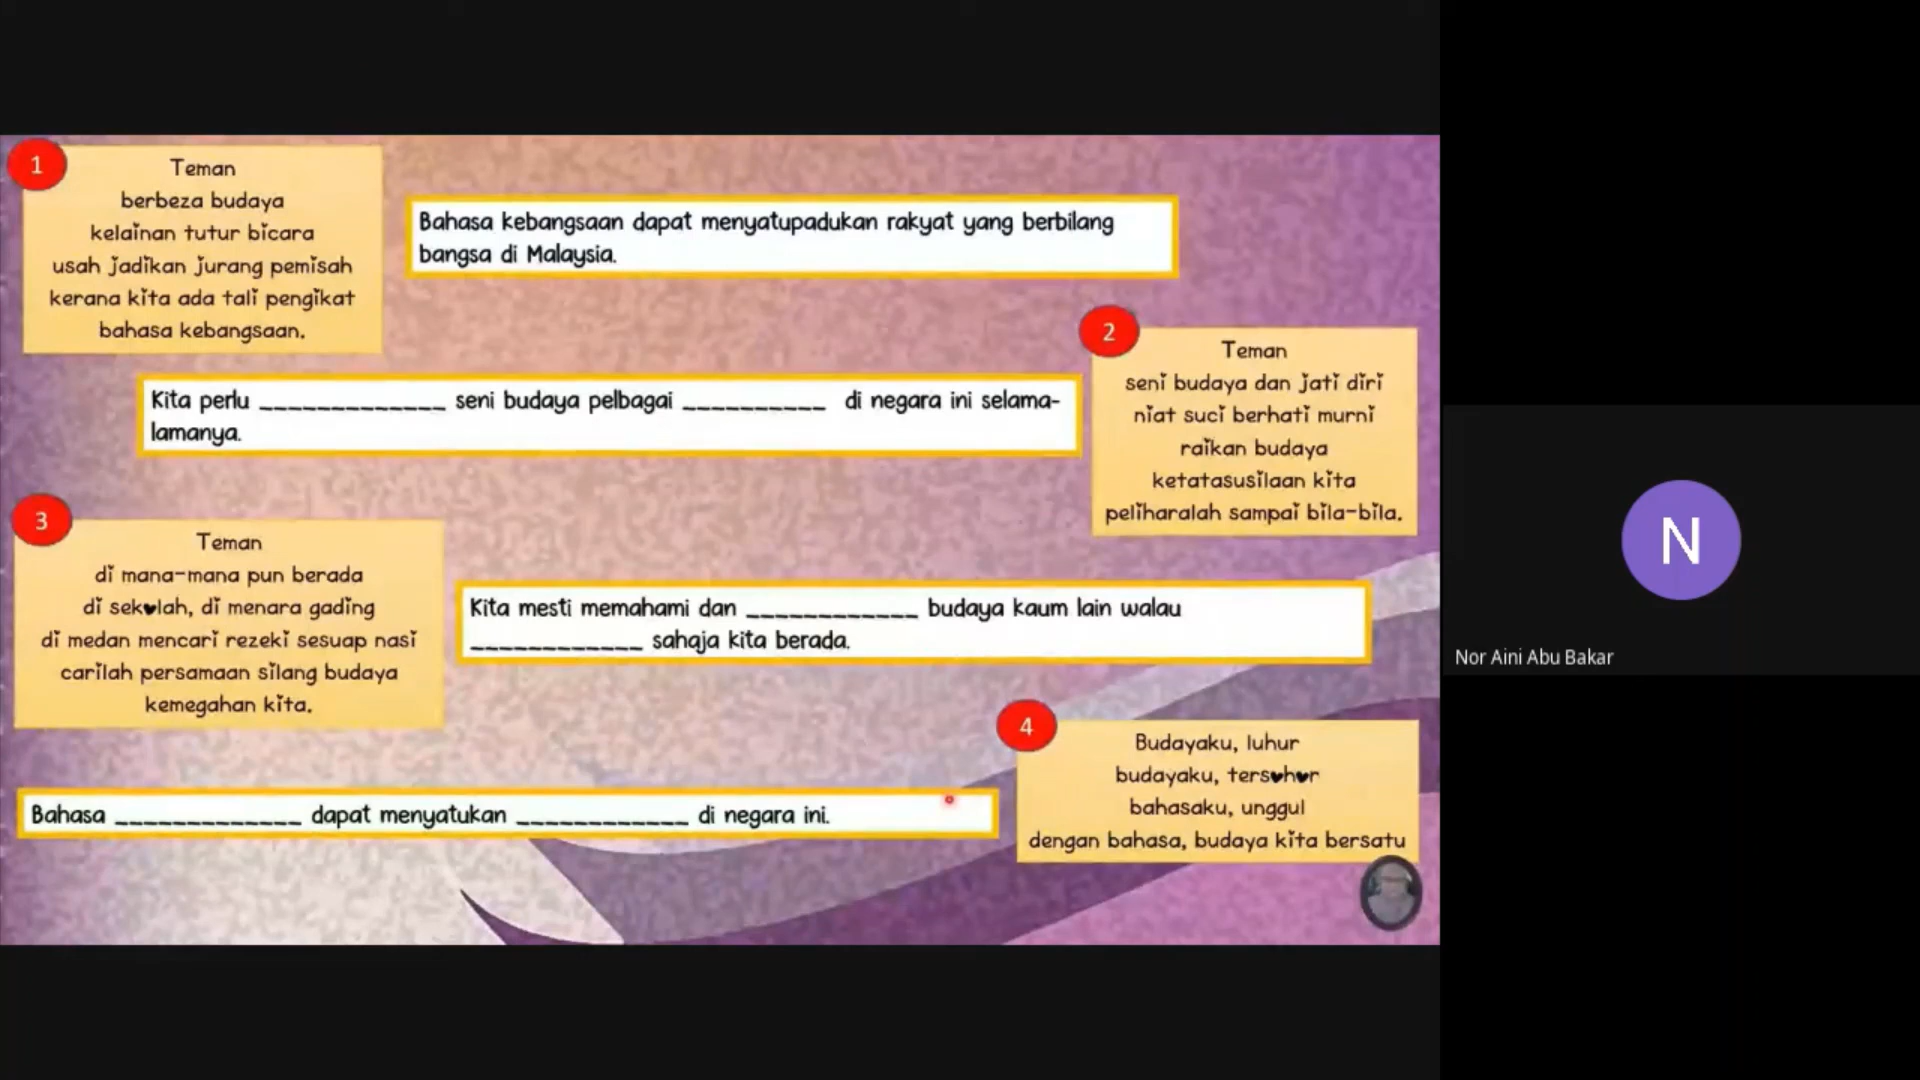 1
Teman
berbeza budaya
kelainan tutur bicara
usah jadikan jurang pemisah
kerana kita ada tali pengikat
bahasa kebangsaan.
Bahasa kebangsaan dapat menyatupadukan rakyat yang berbilang
bangsa di Malaysia.
2
Teman
seni budaya dan jati diri
niat suci berhati murni
raikan budaya
ketatasusilaan kita
peliharalah sampai bila-bila.
Kita perlu _____________ seni budaya pelbagai __________ di negara ini selama-
lamanya.
3
Teman
di mana-mana pun berada
di sekolah, di menara gading
di medan mencari rezeki sesuap nasi
carilah persamaan silang budaya
kemegahan kita.
Kita mesti memahami dan ____________ budaya kaum lain walau
____________ sahaja kita berada.
4
Budayaku, luhur
budayaku, tersohor
bahasaku, unggul
dengan bahasa, budaya kita bersatu
Bahasa _____________ dapat menyatukan ____________ di negara ini.
N
Nor Aini Abu Bakar